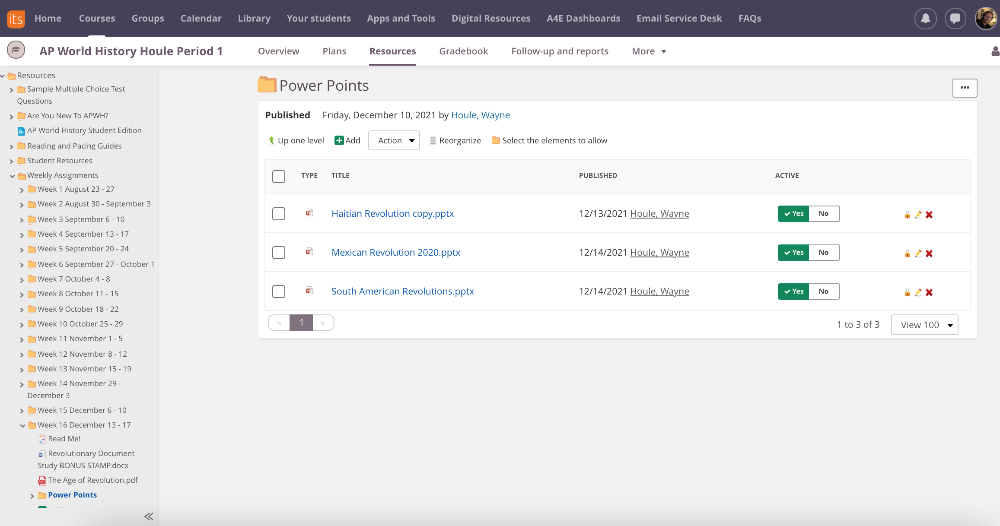 its Home Courses Groups Calendar Library Your students Apps and Tools Digital Resources A4E Dashboards Email Service Desk FAQs
AP World History Houle Period 1 Overview Plans Resources Gradebook Follow-up and reports More
Resources
Sample Multiple Choice Test
Questions
Are You New To APWH?
AP World History Student Edition
Reading and Pacing Guides
Student Resources
Weekly Assignments
Week 1 August 23 - 27
Week 2 August 30 - September 3
Week 3 September 6 - 10
Week 4 September 13 - 17
Week 5 September 20 - 24
Week 6 September 27 - October 1
Week 7 October 4 - 8
Week 8 October 11 - 15
Week 9 October 18 - 22
Week 10 October 25 - 29
Week 11 November 1 - 5
Week 12 November 8 - 12
Week 13 November 15 - 19
Week 14 November 29 -
December 3
Week 15 December 6 - 10
Week 16 December 13 - 17
Read Me!
Revolutionary Document
Study BONUS STAMP.docx
The Age of Revolution.pdf
Power Points
Power Points
Published Friday, December 10, 2021 by Houle, Wayne
Up one level Add Action Reorganize Select the elements to allow
TYPE TITLE PUBLISHED ACTIVE
Haitian Revolution copy.pptx 12/13/2021 Houle, Wayne Yes No
Mexican Revolution 2020.pptx 12/14/2021 Houle, Wayne Yes No
South American Revolutions.pptx 12/14/2021 Houle, Wayne Yes No
« 1 » 1 to 3 of 3 View 100